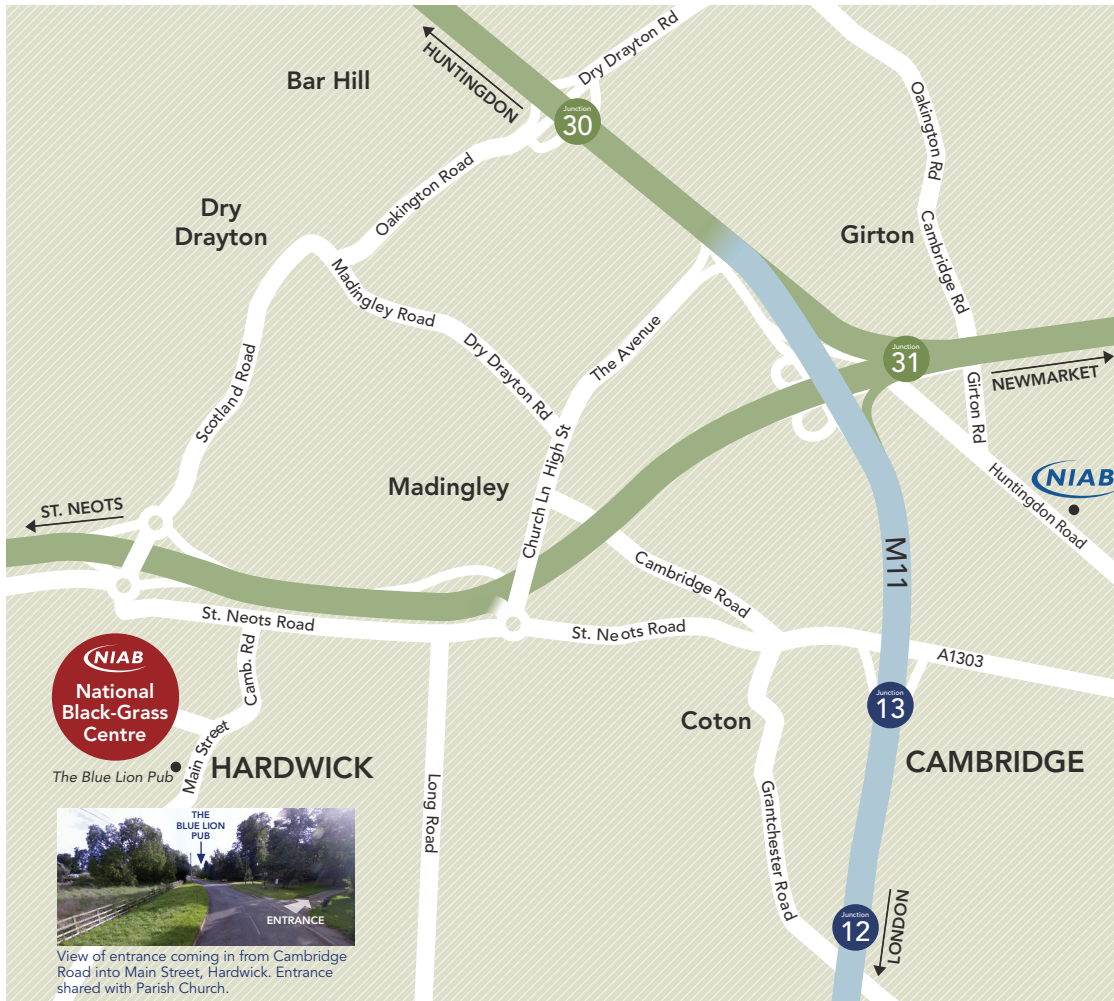 Dry Drayton Rd
HUNTINGDON
Bar Hill
Junction
30
Oakington Rd
Oakington Road
Dry
Drayton
Girton
Cambridge Rd
Madingley Road
The Avenue
Dry Drayton Rd
Scotland Road
Junction
31
NEWMARKET
Girton Rd
High St
Madingley
Huntingdon Road
NIAB
ST. NEOTS
Church Ln
M11
Cambridge Road
St. Neots Road
St. Neots Road
A1303
NIAB
National
Black-Grass
Centre
Camb. Rd
Main Street
The Blue Lion Pub
HARDWICK
Long Road
Coton
Junction
13
CAMBRIDGE
Grantchester Road
THE
BLUE LION
PUB
ENTRANCE
Junction
12
LONDON
View of entrance coming in from Cambridge
Road into Main Street, Hardwick. Entrance
shared with Parish Church.